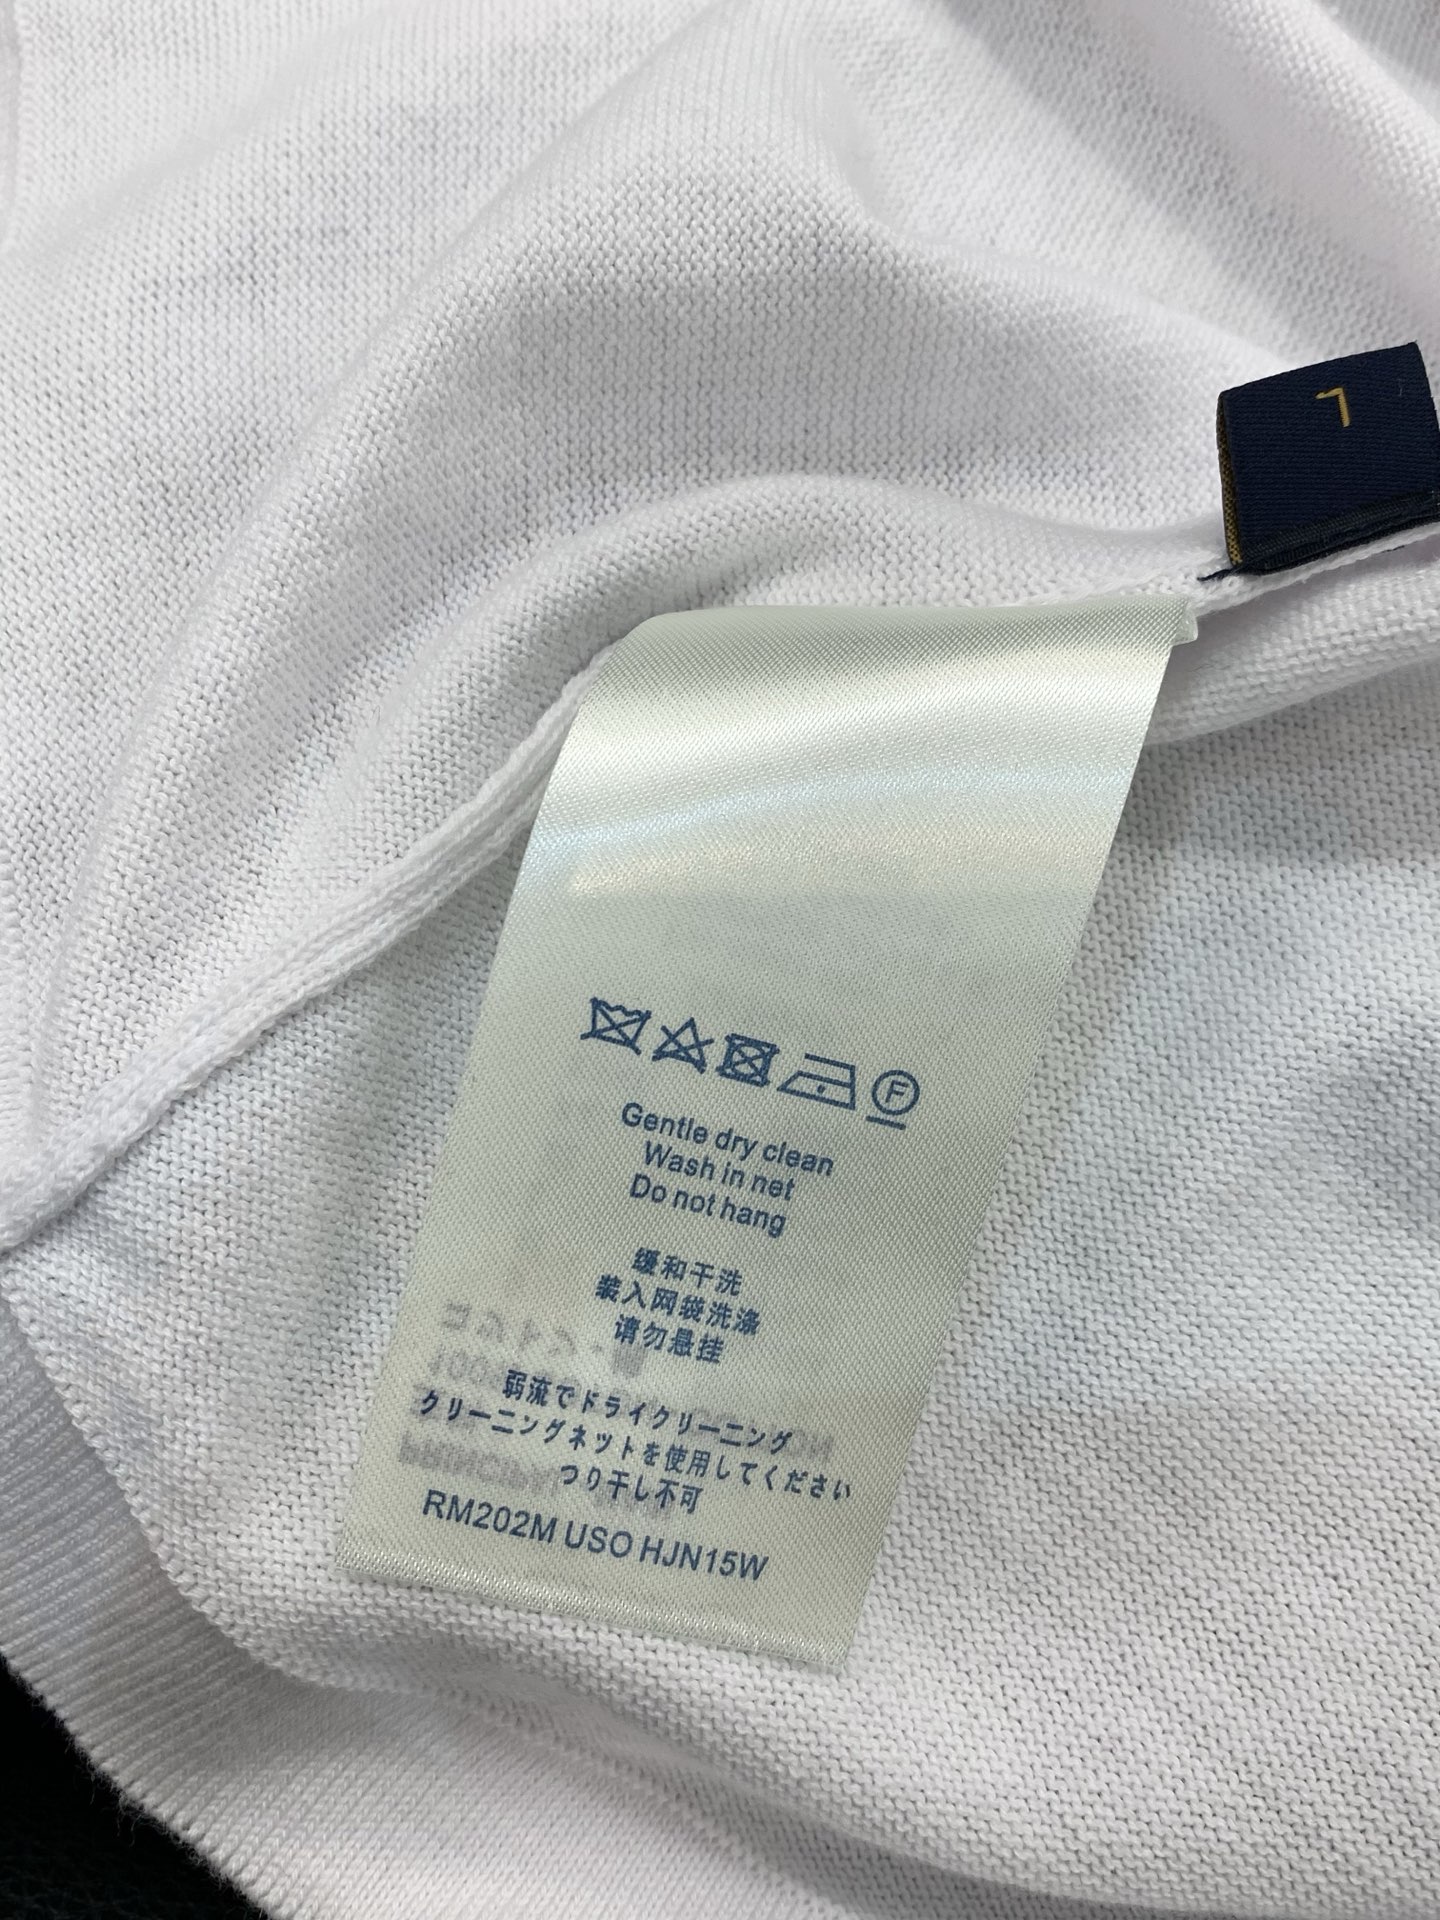 L
F
Gentle dry clean
Wash in net
Do not hang
缓和干洗
装入网袋洗涤
请勿悬挂
弱流でドライクリーニング
クリーニングネットを使用してください
つり干し不可
RM202M USO HJN15W